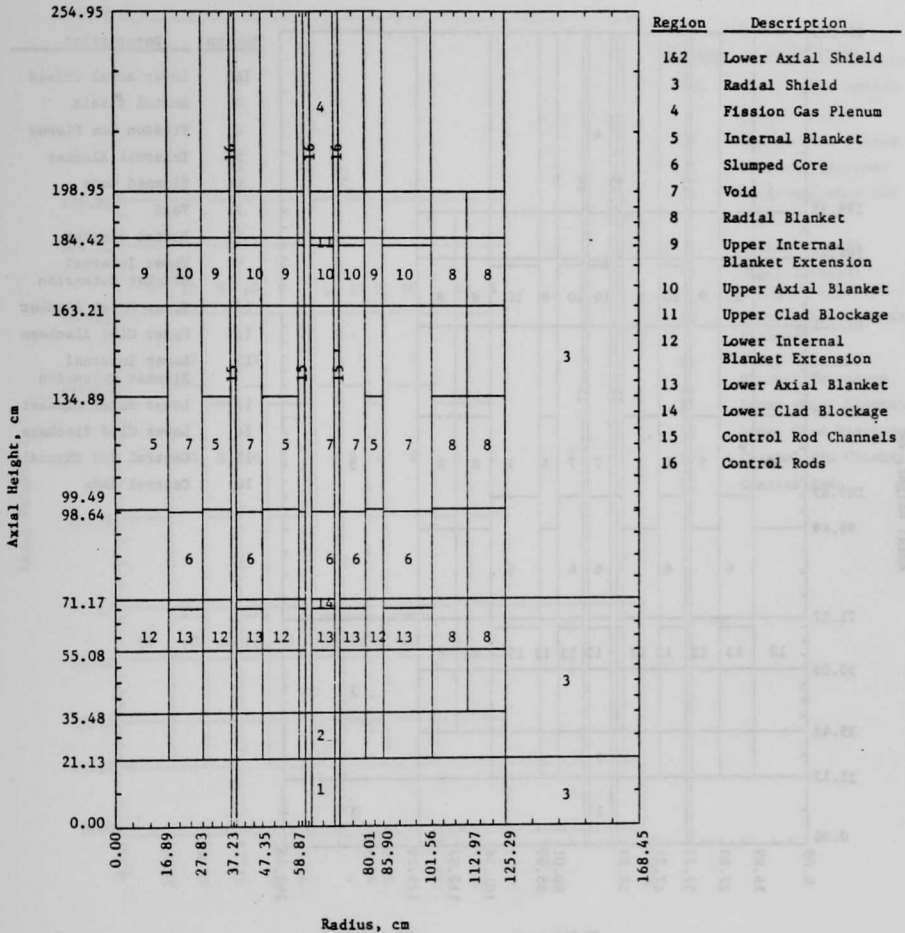 254.95
198.95
184.42
163.21
134.89
99.49
98.64
71.17
55.08
35.48
21.13
0.00
Axial Height, cm
4
16 16 16
11
9 10 9 10 9 10 10 9 10 8 8
3
15 15 15
5 7 5 7 5 7 7 5 7 8 8
6 6 6 6 6
14
12 13 12 13 12 13 13 12 13 8 8
3
2
1
3
0.00 16.89 27.83 37.23 47.35 58.87 80.01 85.90 101.56 112.97 125.29 168.45
Radius, cm
Region Description
1&2 Lower Axial Shield
3 Radial Shield
4 Fission Gas Plenum
5 Internal Blanket
6 Slumped Core
7 Void
8 Radial Blanket
9 Upper Internal
Blanket Extension
10 Upper Axial Blanket
11 Upper Clad Blockage
12 Lower Internal
Blanket Extension
13 Lower Axial Blanket
14 Lower Clad Blockage
15 Control Rod Channels
16 Control Rods